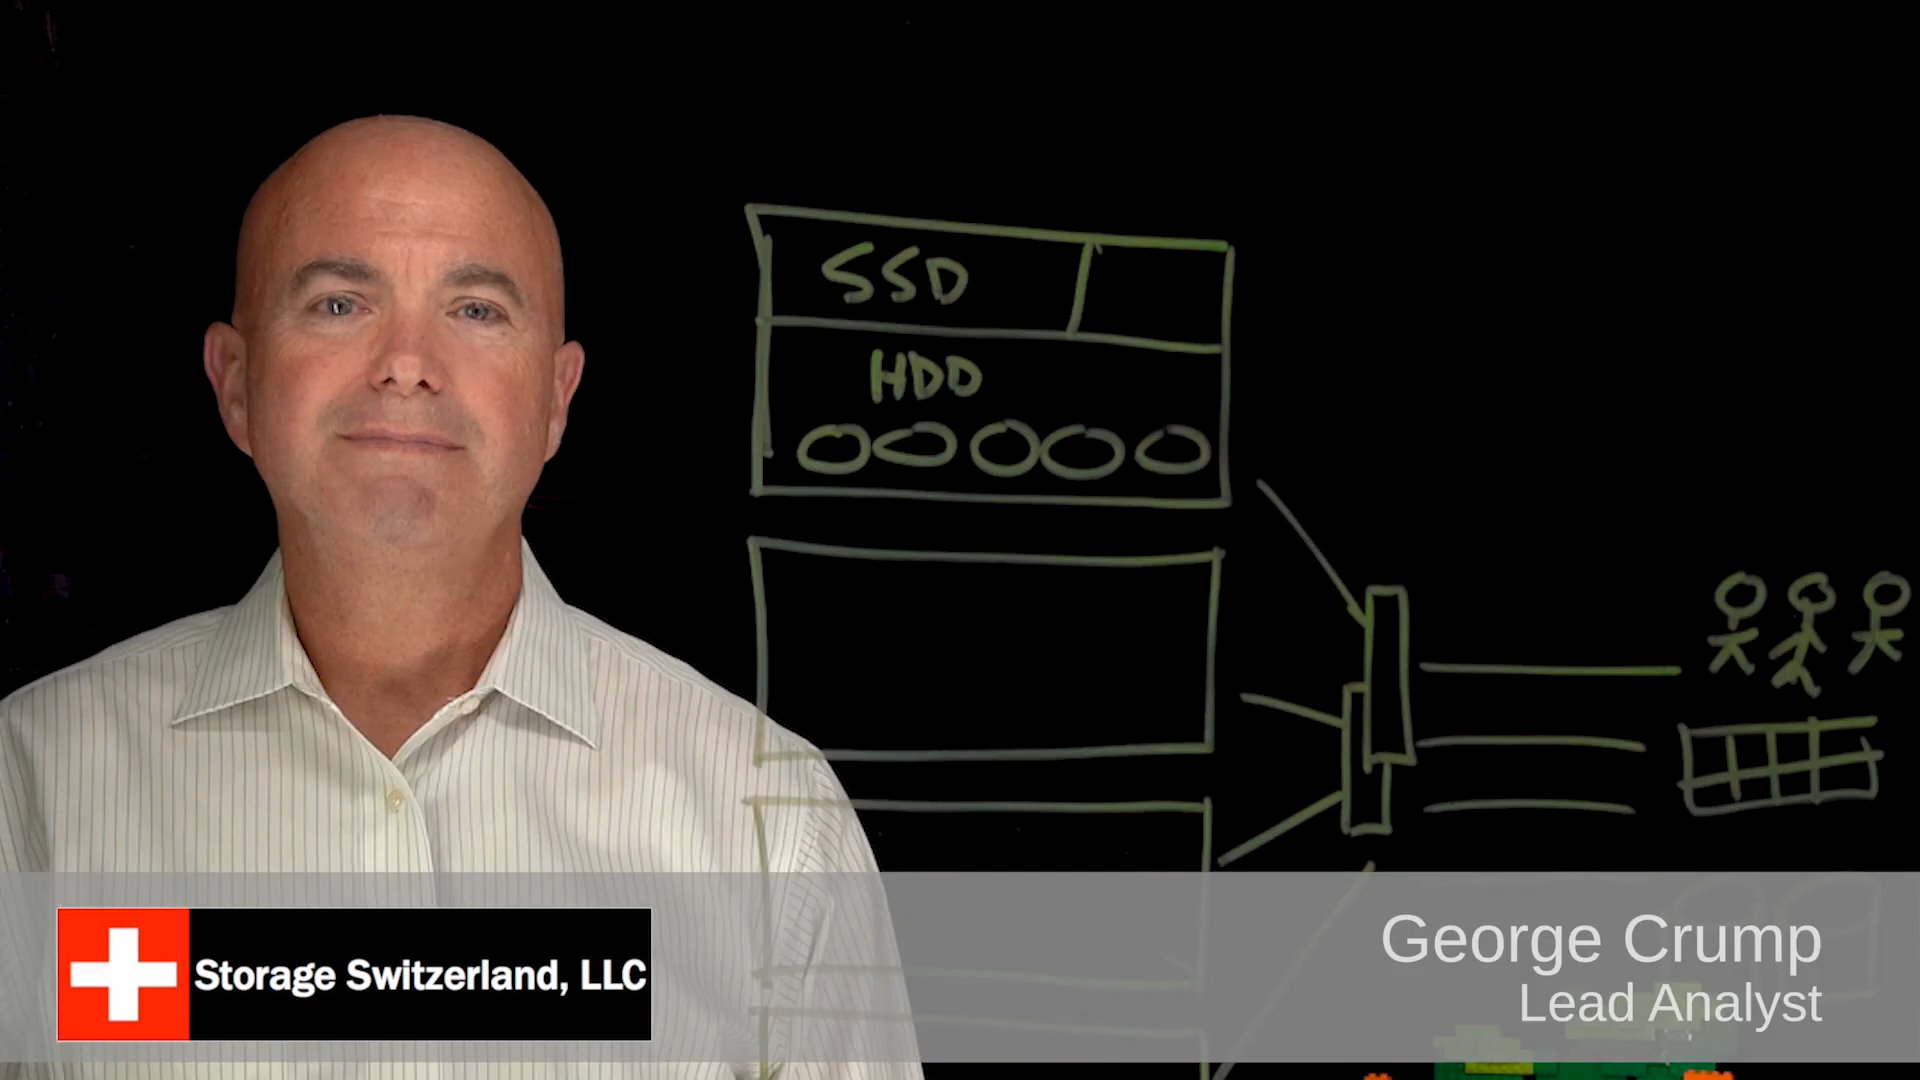 SSD
HDD
Storage Switzerland, LLC
George Crump
Lead Analyst